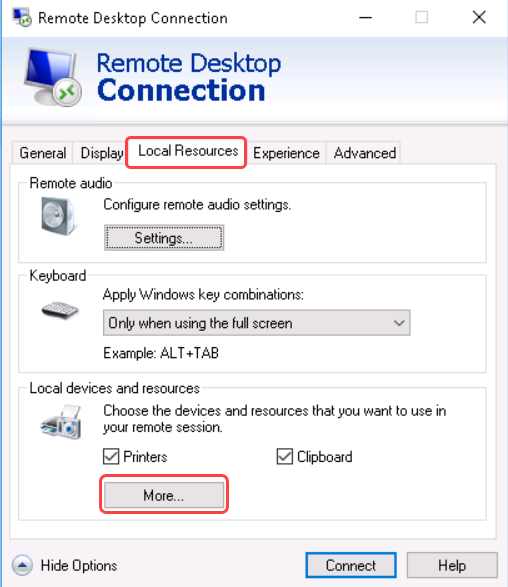 Remote Desktop Connection
Remote Desktop
Connection
General Display Local Resources Experience Advanced
Remote audio
Configure remote audio settings.
Settings...
Keyboard
Apply Windows key combinations:
Only when using the full screen
Example: ALT+TAB
Local devices and resources
Choose the devices and resources that you want to use in
your remote session.
Printers Clipboard
More...
Hide Options Connect Help